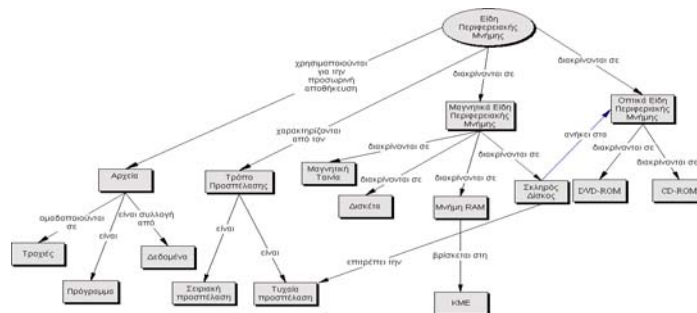 Είδη
Περιφερειακής
Μνήμης
χρησιμοποιούνται
για την
προσωρινή
αποθήκευση
διακρίνονται σε
διακρίνονται σε
Μαγνητικά Είδη
Περιφερειακής
Μνήμης
Οπτικά Είδη
Περιφεριακής
Μνήμης
χαρακτηρίζονται
από τον
ανήκει στα
διακρίνονται σε
διακρίνονται σε
διακρίνονται σε
διακρίνονται σε
Αρχεία
Τρόπο
Προσπέλασης
Μαγνητική
Ταινία
διακρίνονται σε
διακρίνονται σε
Σκληρός
Δίσκος
DVD-ROM
CD-ROM
Δισκέτα
Μνήμη RAM
ομαδοποιούνται
σε
είναι συλλογή
από
είναι
είναι
είναι
Τροχιές
Δεδομένα
επιτρέπει την
βρίσκεται στη
Πρόγραμμα
Σειριακή
προσπέλαση
Τυχαία
προσπέλαση
ΚΜΕ